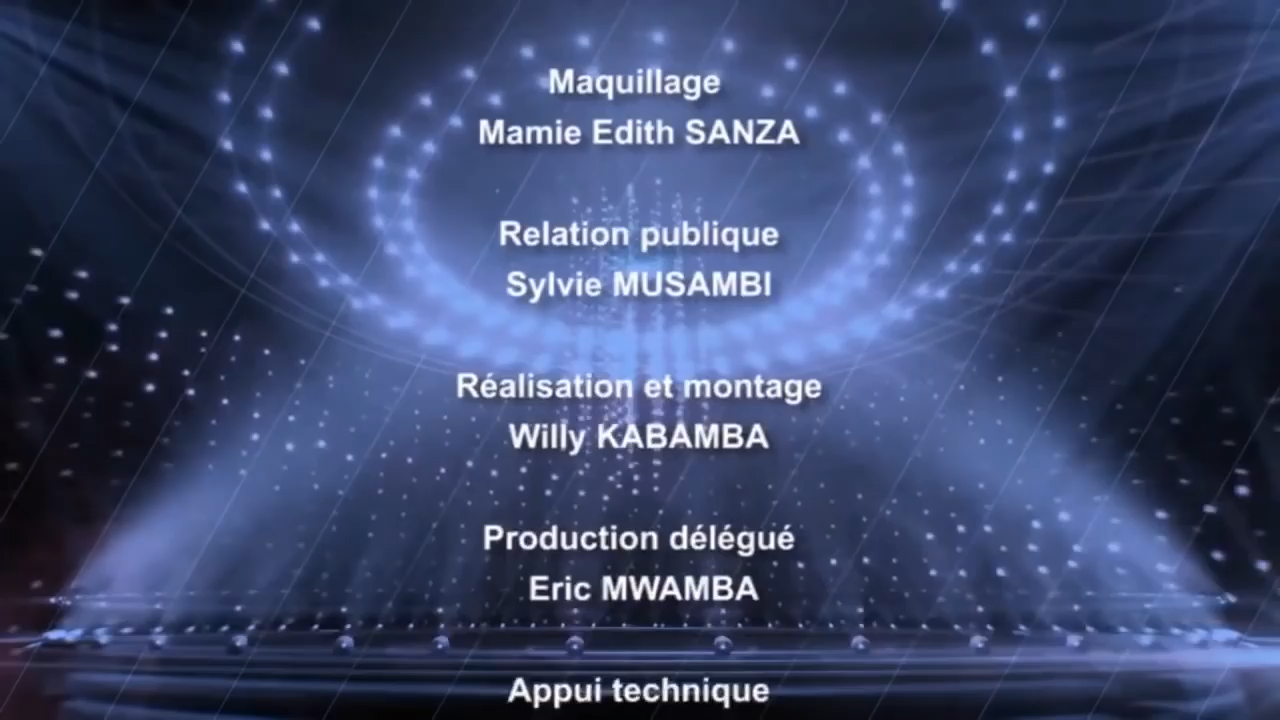 Maquillage
Mamie Edith SANZA
Relation publique
Sylvie MUSAMBI
Réalisation et montage
Willy KABAMBA
Production délégué
Eric MWAMBA
Appui technique